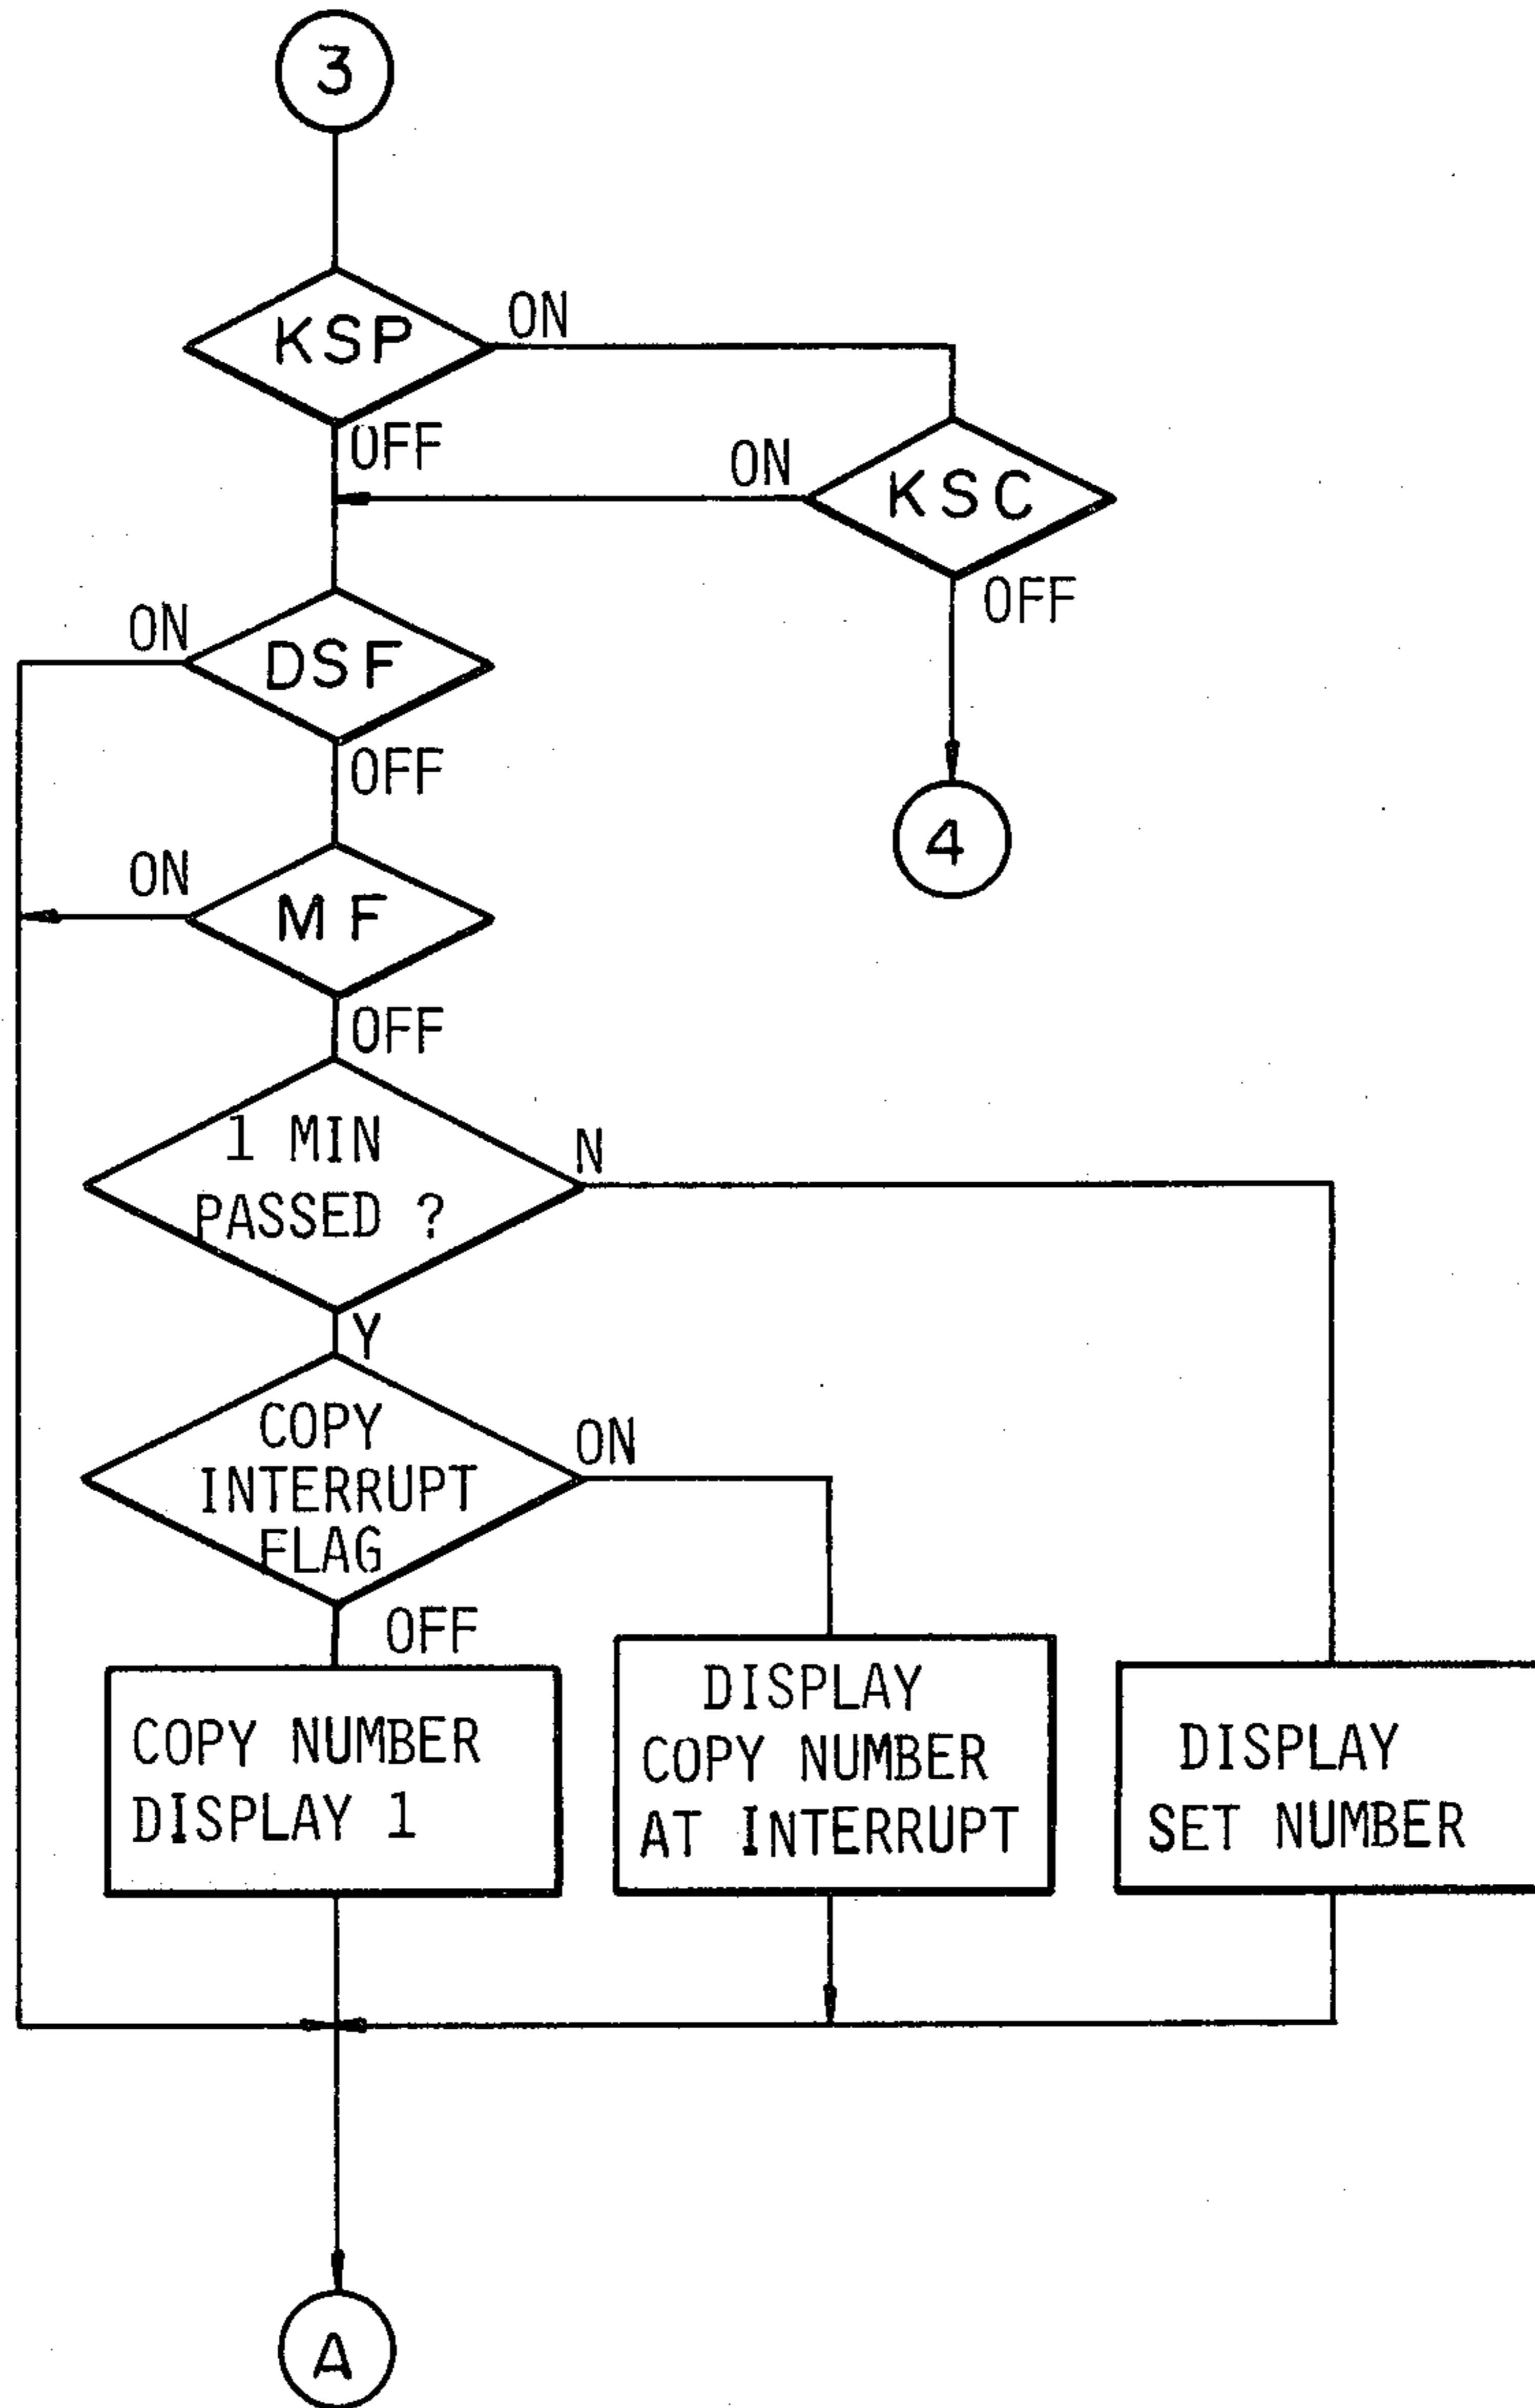 3
KSP
ON
OFF
ON
KSC
OFF
ON
DSF
OFF
4
ON
MF
OFF
1 MIN
PASSED ?
N
Y
COPY
INTERRUPT
FLAG
ON
OFF
COPY NUMBER
DISPLAY 1
DISPLAY
COPY NUMBER
AT INTERRUPT
DISPLAY
SET NUMBER
A